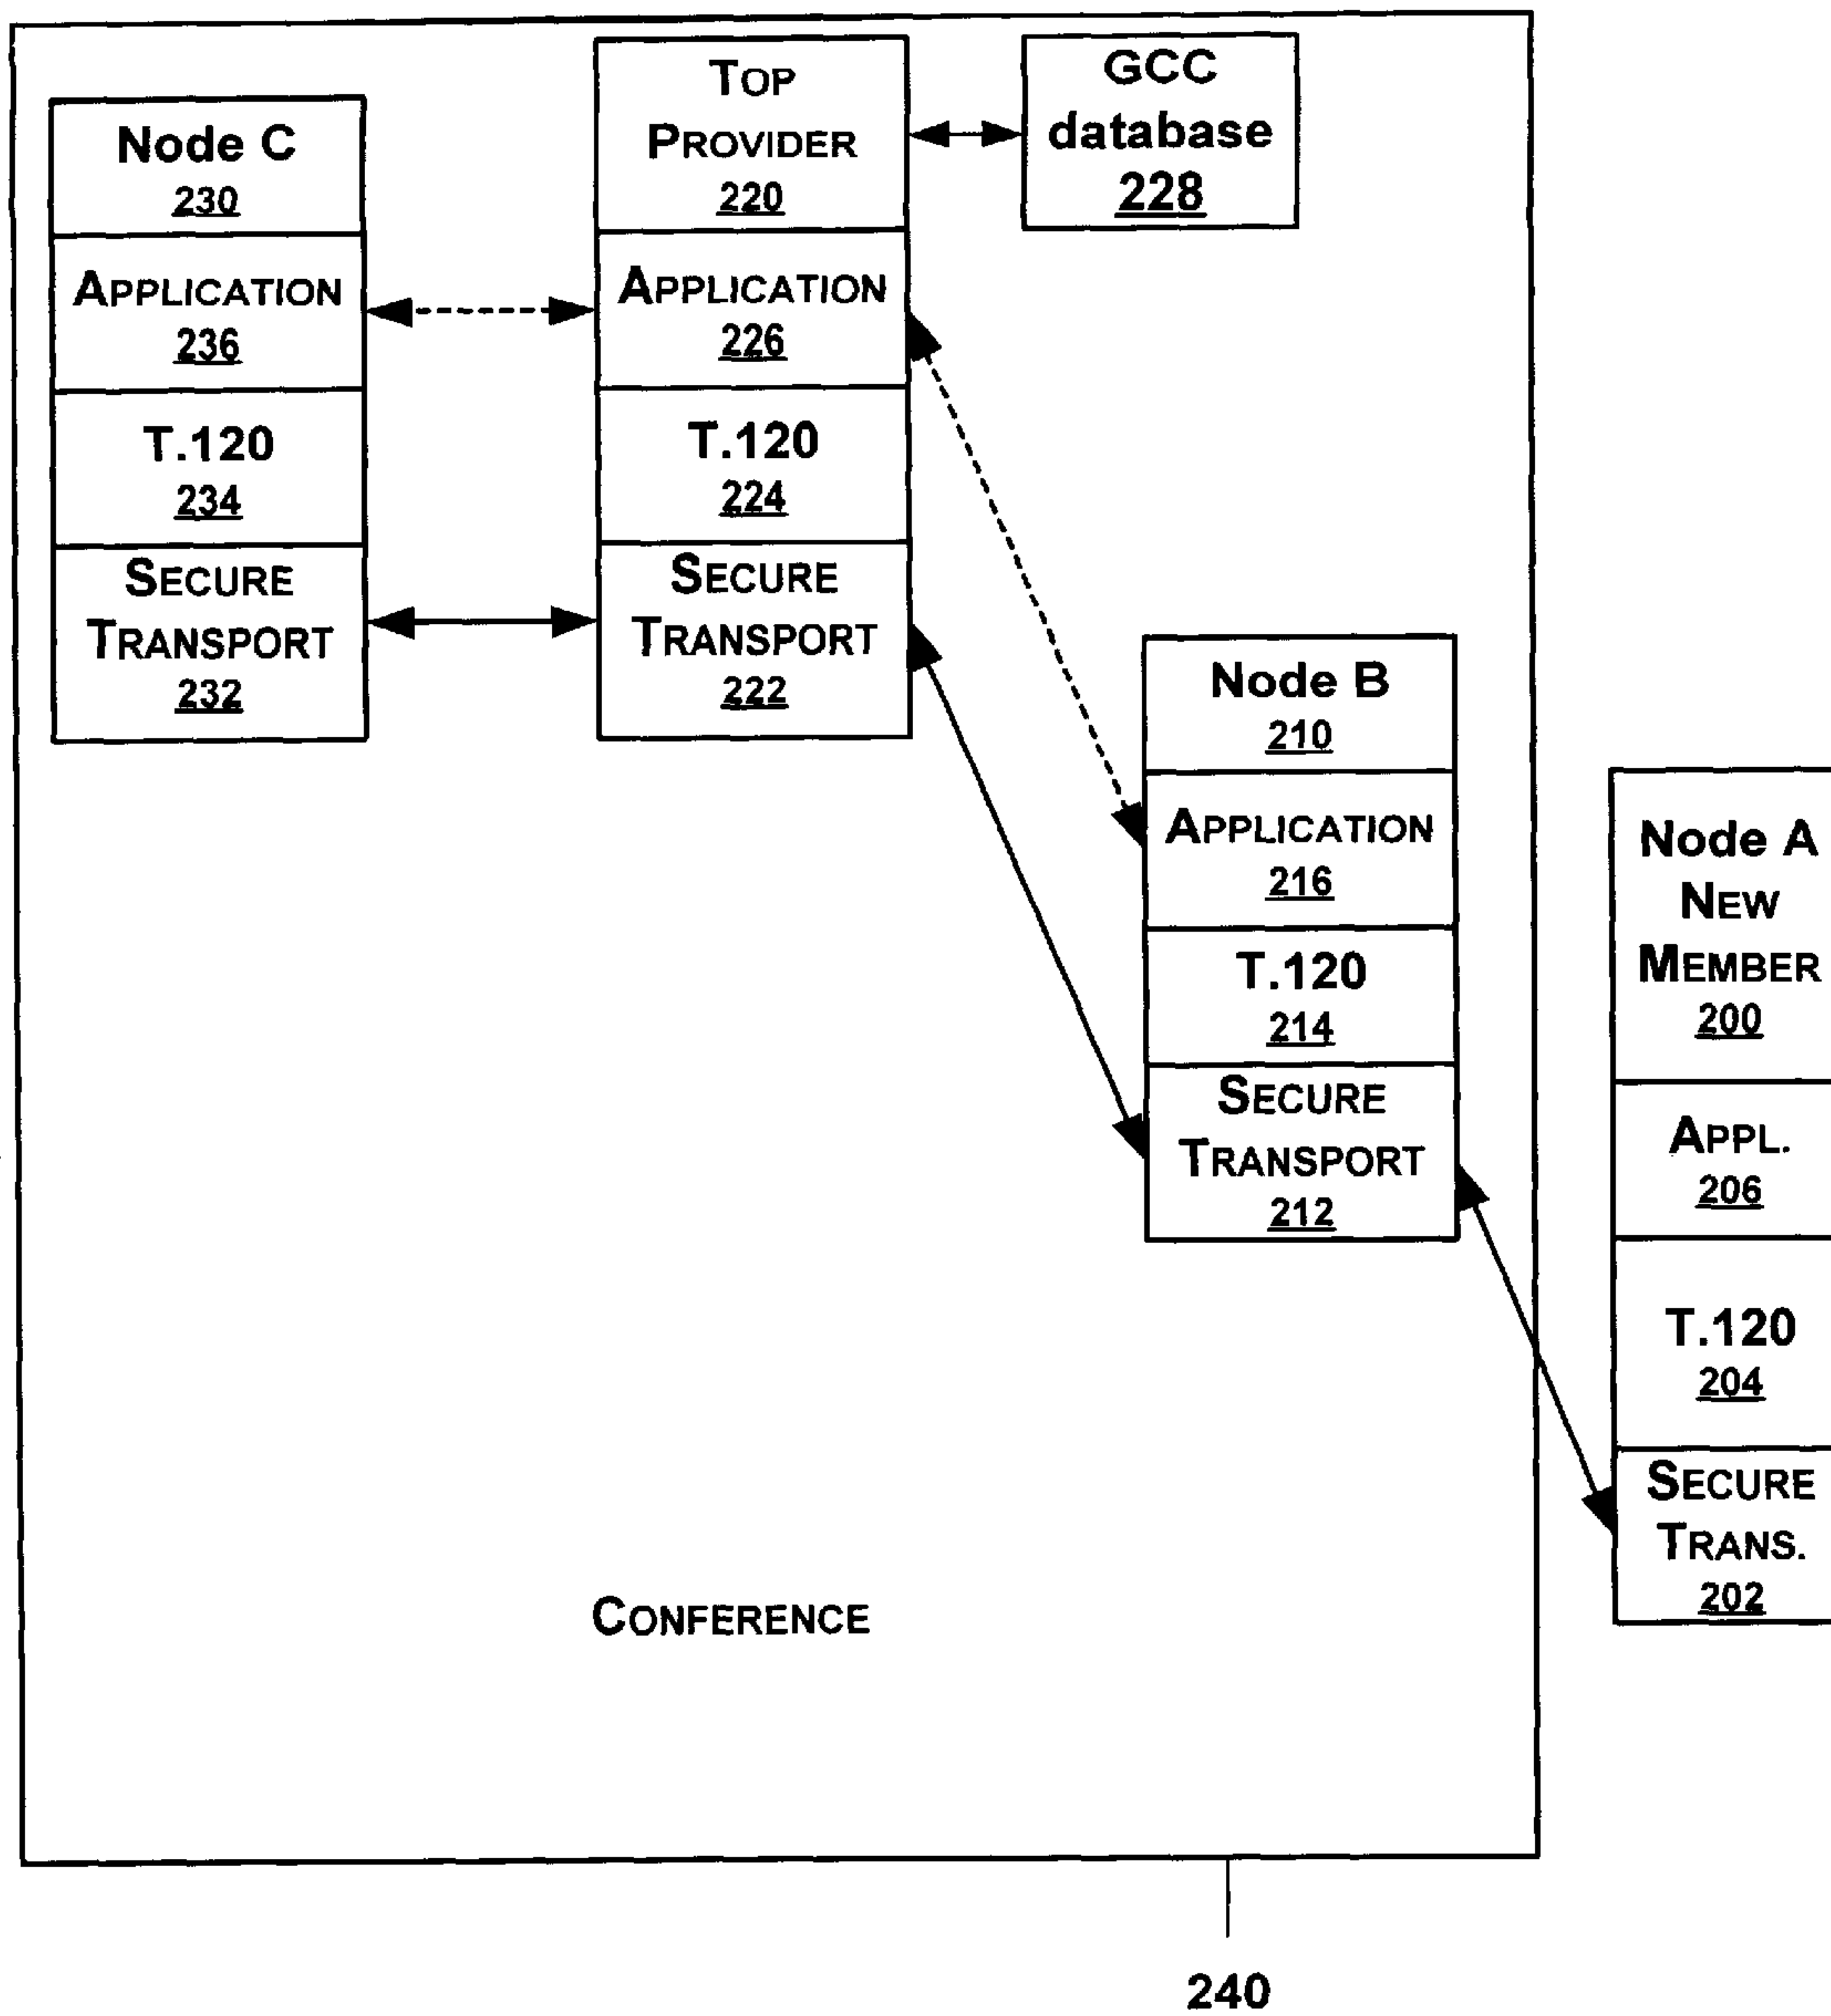 Node C
230
APPLICATION
236
T.120
234
SECURE
TRANSPORT
232
TOP
PROVIDER
220
APPLICATION
226
T.120
224
SECURE
TRANSPORT
222
GCC
database
228
Node B
210
APPLICATION
216
T.120
214
SECURE
TRANSPORT
212
Node A
NEW
MEMBER
200
APPL.
206
T.120
204
SECURE
TRANS.
202
CONFERENCE
240